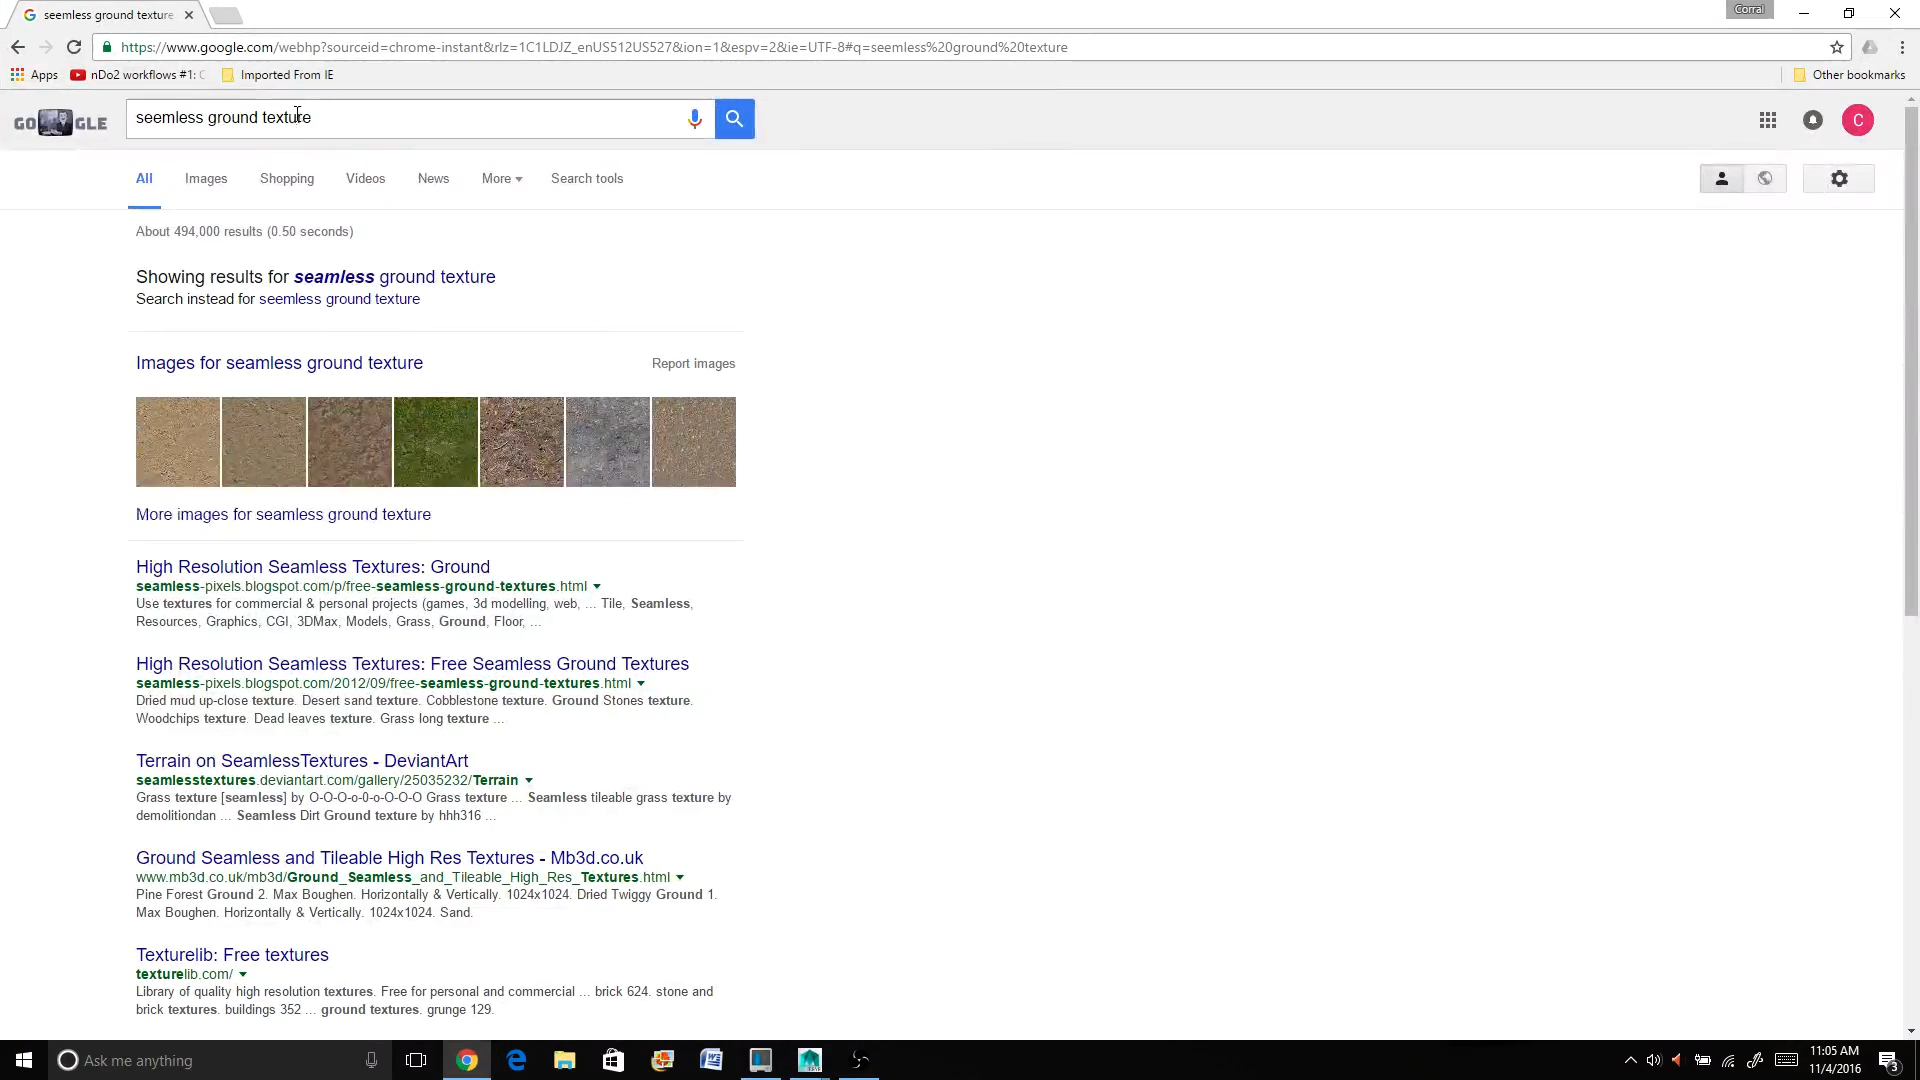 seemless ground texture
Corral
https://www.google.com/webhp?sourceid=chrome-instant&rlz=1C1LDJZ_enUS512US527&ion=1&espv=2&ie=UTF-8#q=seemless%20ground%20texture
Apps nDo2 workflows #1: C Imported From IE Other bookmarks
GO GLE seemless ground texture C
All Images Shopping Videos News More Search tools
About 494,000 results (0.50 seconds)
Showing results for seamless ground texture
Search instead for seemless ground texture
Images for seamless ground texture Report images
More images for seamless ground texture
High Resolution Seamless Textures: Ground
seamless-pixels.blogspot.com/p/free-seamless-ground-textures.html
Use textures for commercial & personal projects (games, 3d modelling, web, ... Tile, Seamless,
Resources, Graphics, CGI, 3DMax, Models, Grass, Ground, Floor, ...
High Resolution Seamless Textures: Free Seamless Ground Textures
seamless-pixels.blogspot.com/2012/09/free-seamless-ground-textures.html
Dried mud up-close texture. Desert sand texture. Cobblestone texture. Ground Stones texture.
Woodchips texture. Dead leaves texture. Grass long texture ...
Terrain on SeamlessTextures - DeviantArt
seamlesstextures.deviantart.com/gallery/25035232/Terrain
Grass texture [seamless] by O-O-O-o-0-o-O-O-O Grass texture ... Seamless tileable grass texture by
demolitiondan ... Seamless Dirt Ground texture by hhh316 ...
Ground Seamless and Tileable High Res Textures - Mb3d.co.uk
www.mb3d.co.uk/mb3d/Ground_Seamless_and_Tileable_High_Res_Textures.html
Pine Forest Ground 2. Max Boughen. Horizontally & Vertically. 1024x1024. Dried Twiggy Ground 1.
Max Boughen. Horizontally & Vertically. 1024x1024. Sand.
Texturelib: Free textures
texturelib.com/
Library of quality high resolution textures. Free for personal and commercial ... brick 624. stone and
brick textures. buildings 352 ... ground textures. grunge 129.
Ask me anything
11:05 AM
11/4/2016
3